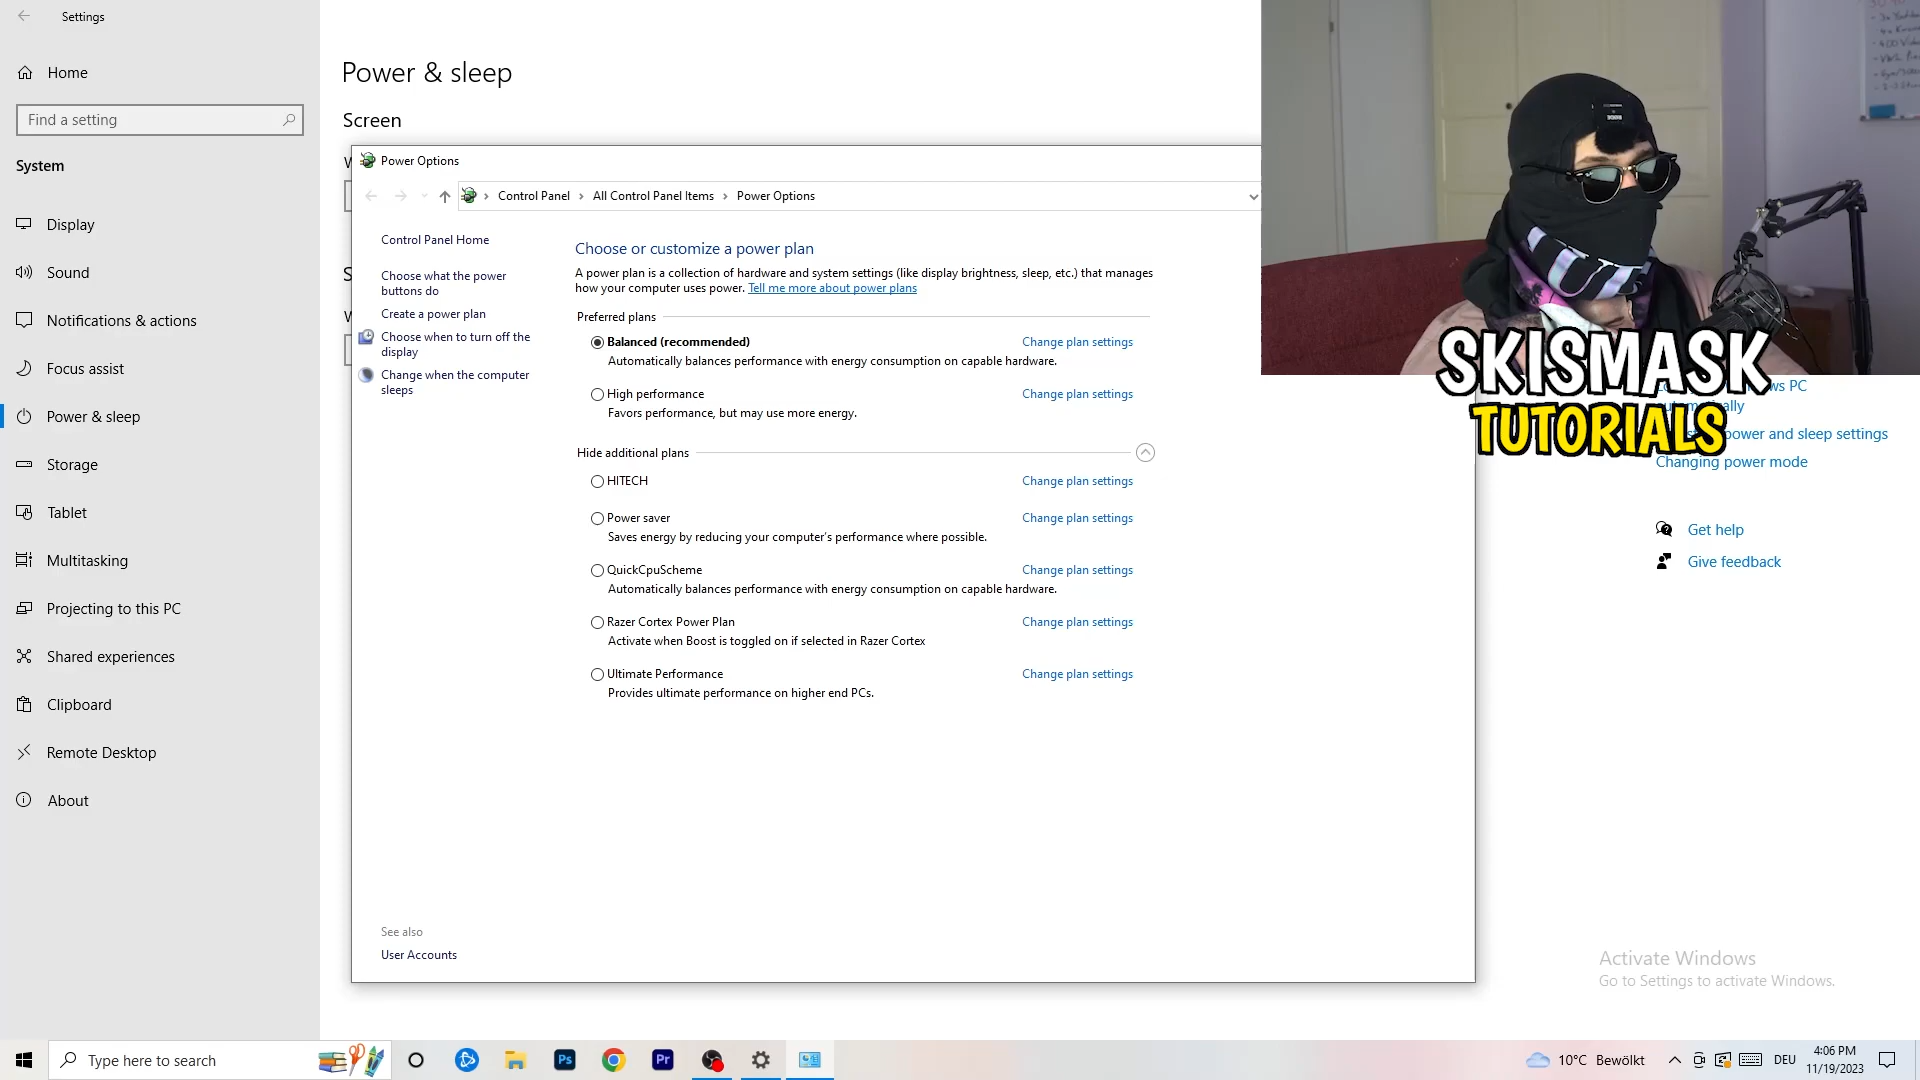 Settings
Home
Find a setting
System
Display
Sound
Notifications & actions
Focus assist
Power & sleep
Storage
Tablet
Multitasking
Projecting to this PC
Shared experiences
Clipboard
Remote Desktop
About
Power & sleep
Screen
Power Options
Control Panel > All Control Panel Items > Power Options
Control Panel Home
Choose what the power
buttons do
Create a power plan
Choose when to turn off the
display
Change when the computer
sleeps
See also
User Accounts
Choose or customize a power plan
A power plan is a collection of hardware and system settings (like display brightness, sleep, etc.) that manages
how your computer uses power. Tell me more about power plans
Preferred plans
Balanced (recommended) Change plan settings
Automatically balances performance with energy consumption on capable hardware.
High performance Change plan settings
Favors performance, but may use more energy.
Hide additional plans
HITECH Change plan settings
Power saver Change plan settings
Saves energy by reducing your computer's performance where possible.
QuickCpuScheme Change plan settings
Automatically balances performance with energy consumption on capable hardware.
Razer Cortex Power Plan Change plan settings
Activate when Boost is toggled on if selected in Razer Cortex
Ultimate Performance Change plan settings
Provides ultimate performance on higher end PCs.
SKISMASK
TUTORIALS
PC
power and sleep settings
Changing power mode
Get help
Give feedback
Activate Windows
Go to Settings to activate Windows.
Type here to search
Ps
Pr
10°C Bewölkt
DEU
4:06 PM
11/19/2023